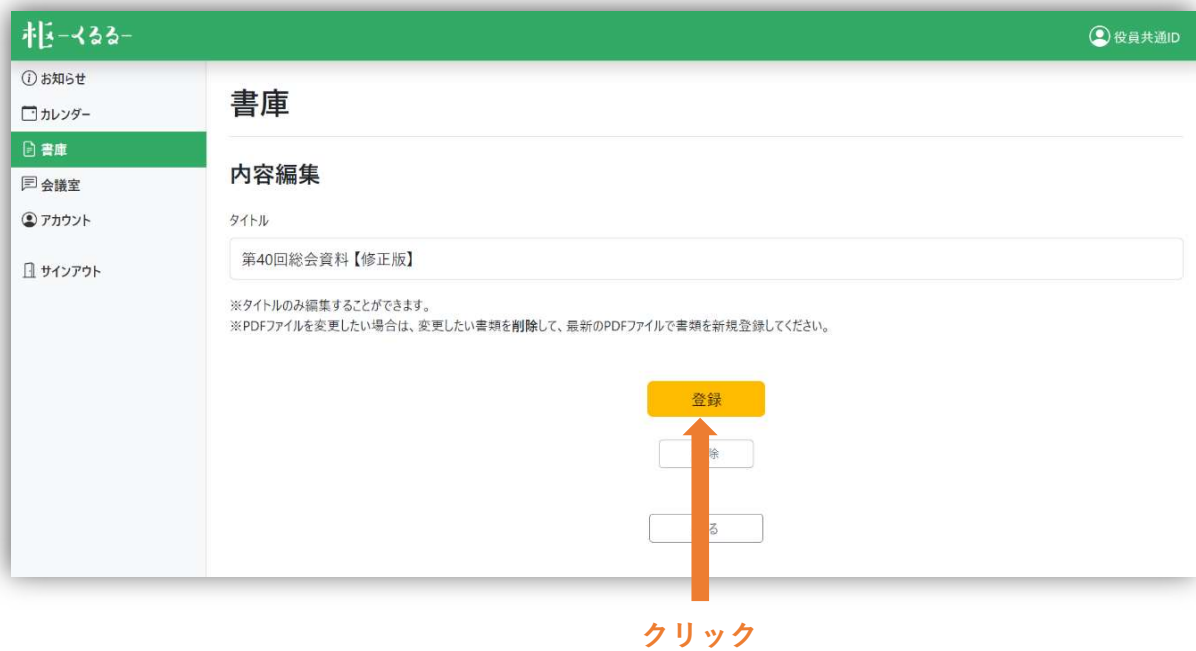 枢-くるる-
役員共通ID
お知らせ
カレンダー
書庫
会議室
アカウント
サインアウト
書庫
内容編集
タイトル
第40回総会資料【修正版】
※タイトルのみ編集することができます。
※PDFファイルを変更したい場合は、変更したい書類を削除して、最新のPDFファイルで書類を新規登録してください。
登録
除
る
クリック